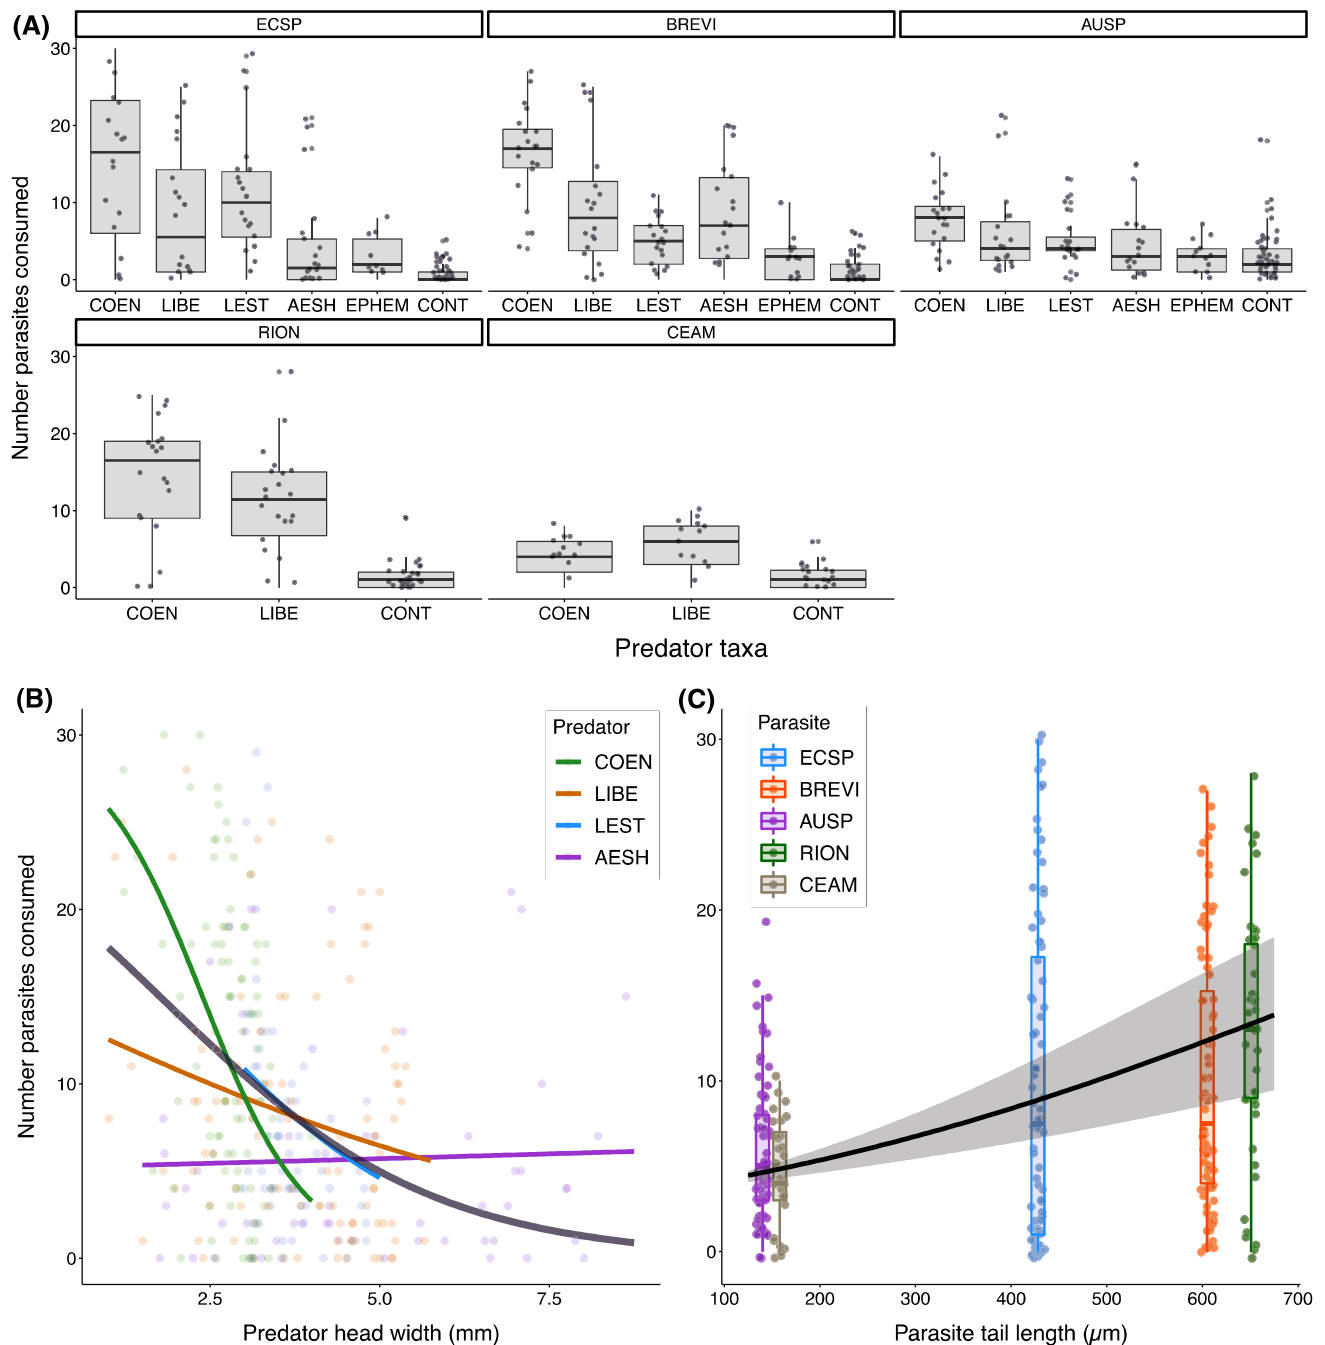 (A)
ECSP BREVI AUSP
Number parasites consumed
30
20
10
0
COEN LIBE LEST AESH EPHEM CONT
COEN LIBE LEST AESH EPHEM CONT
COEN LIBE LEST AESH EPHEM CONT
RION CEAM
30
20
10
0
COEN LIBE CONT
COEN LIBE CONT
Predator taxa
(B)
Number parasites consumed
30
20
10
0
Predator
COEN
LIBE
LEST
AESH
2.5 5.0 7.5
Predator head width (mm)
(C)
30
20
10
0
Parasite
ECSP
BREVI
AUSP
RION
CEAM
100 200 300 400 500 600 700
Parasite tail length (µm)